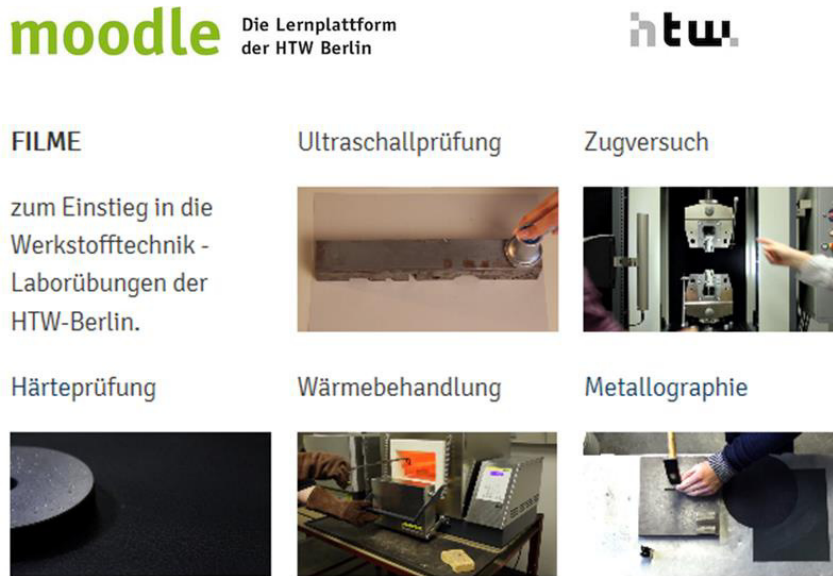 moodle
Die Lernplattform
der HTW Berlin
htw.
FILME
zum Einstieg in die
Werkstofftechnik -
Laborübungen der
HTW-Berlin.
Ultraschallprüfung
Zugversuch
Härteprüfung
Wärmebehandlung
Metallographie